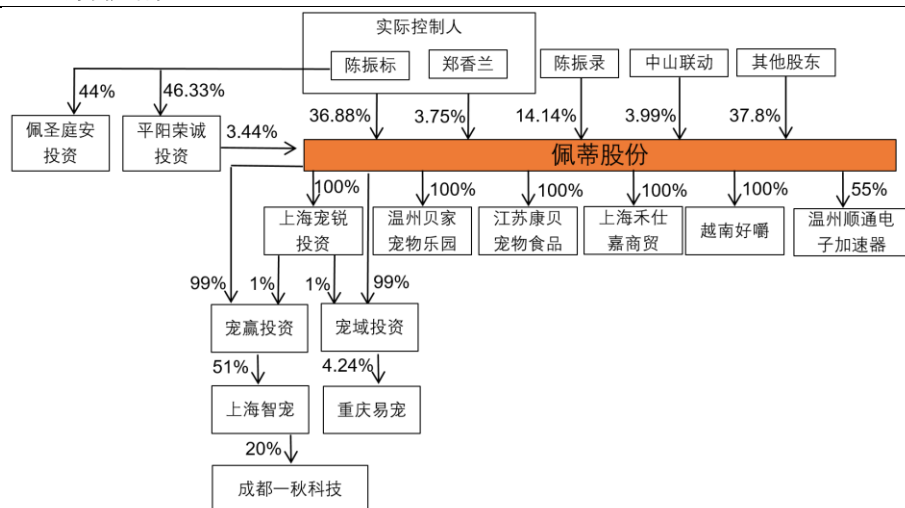 实际控制人
陈振标
郑香兰
陈振录
中山联动
其他股东
44%
46.33%
36.88%
3.75%
14.14%
3.99%
37.8%
佩圣庭安
投资
平阳荣诚
投资
3.44%
佩蒂股份
100%
100%
100%
100%
100%
55%
上海宠锐
投资
温州贝家
宠物乐园
江苏康贝
宠物食品
上海禾仕
嘉商贸
越南好嚼
温州顺通电
子加速器
99%
1%
1%
99%
宠赢投资
宠域投资
51%
4.24%
上海智宠
重庆易宠
20%
成都一秋科技